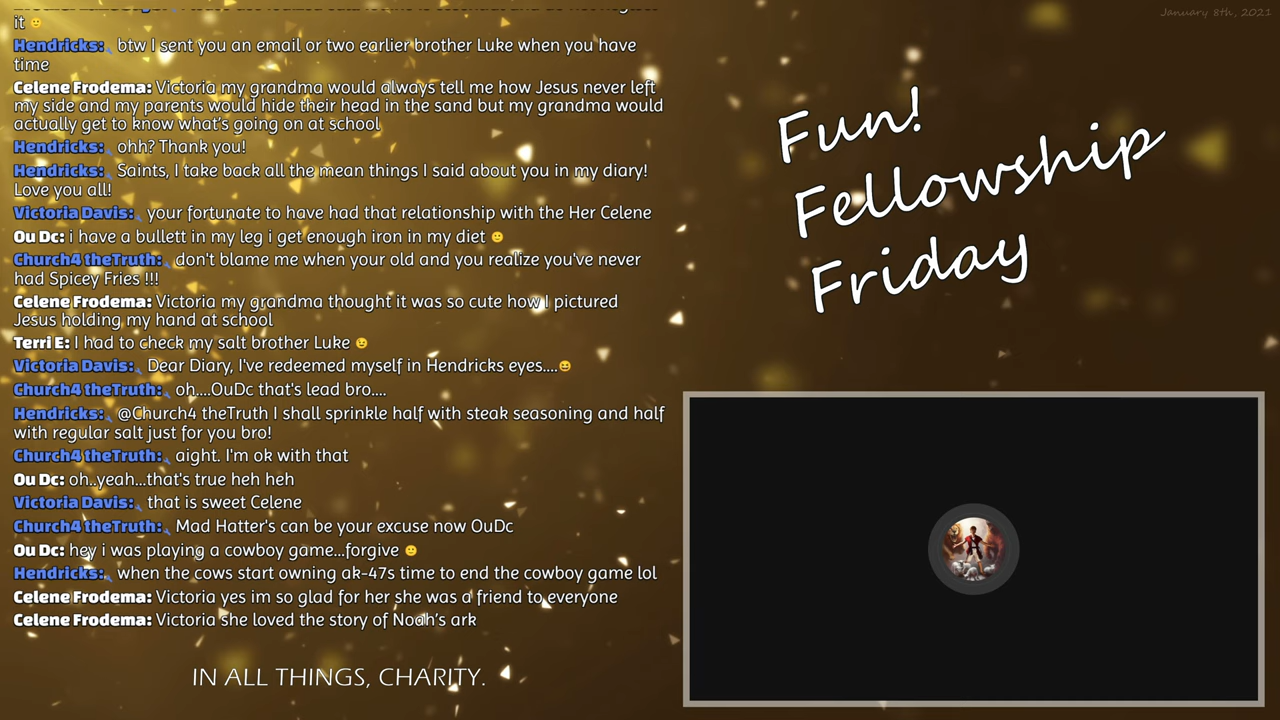 it
Hendricks: btw I sent you an email or two earlier brother Luke when you have
time
Celene Frodema: Victoria my grandma would always tell me how Jesus never left
my side and my parents would hide their head in the sand but my grandma would
actually get to know what's going on at school
Hendricks: ohh? Thank you!
Hendricks: Saints, I take back all the mean things I said about you in my diary!
Love you all!
Victoria Davis: your fortunate to have had that relationship with the Her Celene
Ou Dc: i have a bullett in my leg i get enough iron in my diet 🙂
Church4 theTruth: don't blame me when your old and you realize you've never
had Spicey Fries !!!
Celene Frodema: Victoria my grandma thought it was so cute how I pictured
Jesus holding my hand at school
Terri E: I had to check my salt brother Luke 😉
Victoria Davis: Dear Diary, I've redeemed myself in Hendricks eyes....😄
Church4 theTruth: oh....OuDc that's lead bro....
Hendricks: @Church4 theTruth I shall sprinkle half with steak seasoning and half
with regular salt just for you bro!
Church4 theTruth: aight. I'm ok with that
Ou Dc: oh..yeah...that's true heh heh
Victoria Davis: that is sweet Celene
Church4 theTruth: Mad Hatter's can be your excuse now OuDc
Ou Dc: hey i was playing a cowboy game...forgive 🙂
Hendricks: when the cows start owning ak-47s time to end the cowboy game lol
Celene Frodema: Victoria yes im so glad for her she was a friend to everyone
Celene Frodema: Victoria she loved the story of Noah's ark
IN ALL THINGS, CHARITY.
January 8th, 2021
Fun!
Fellowship
Friday